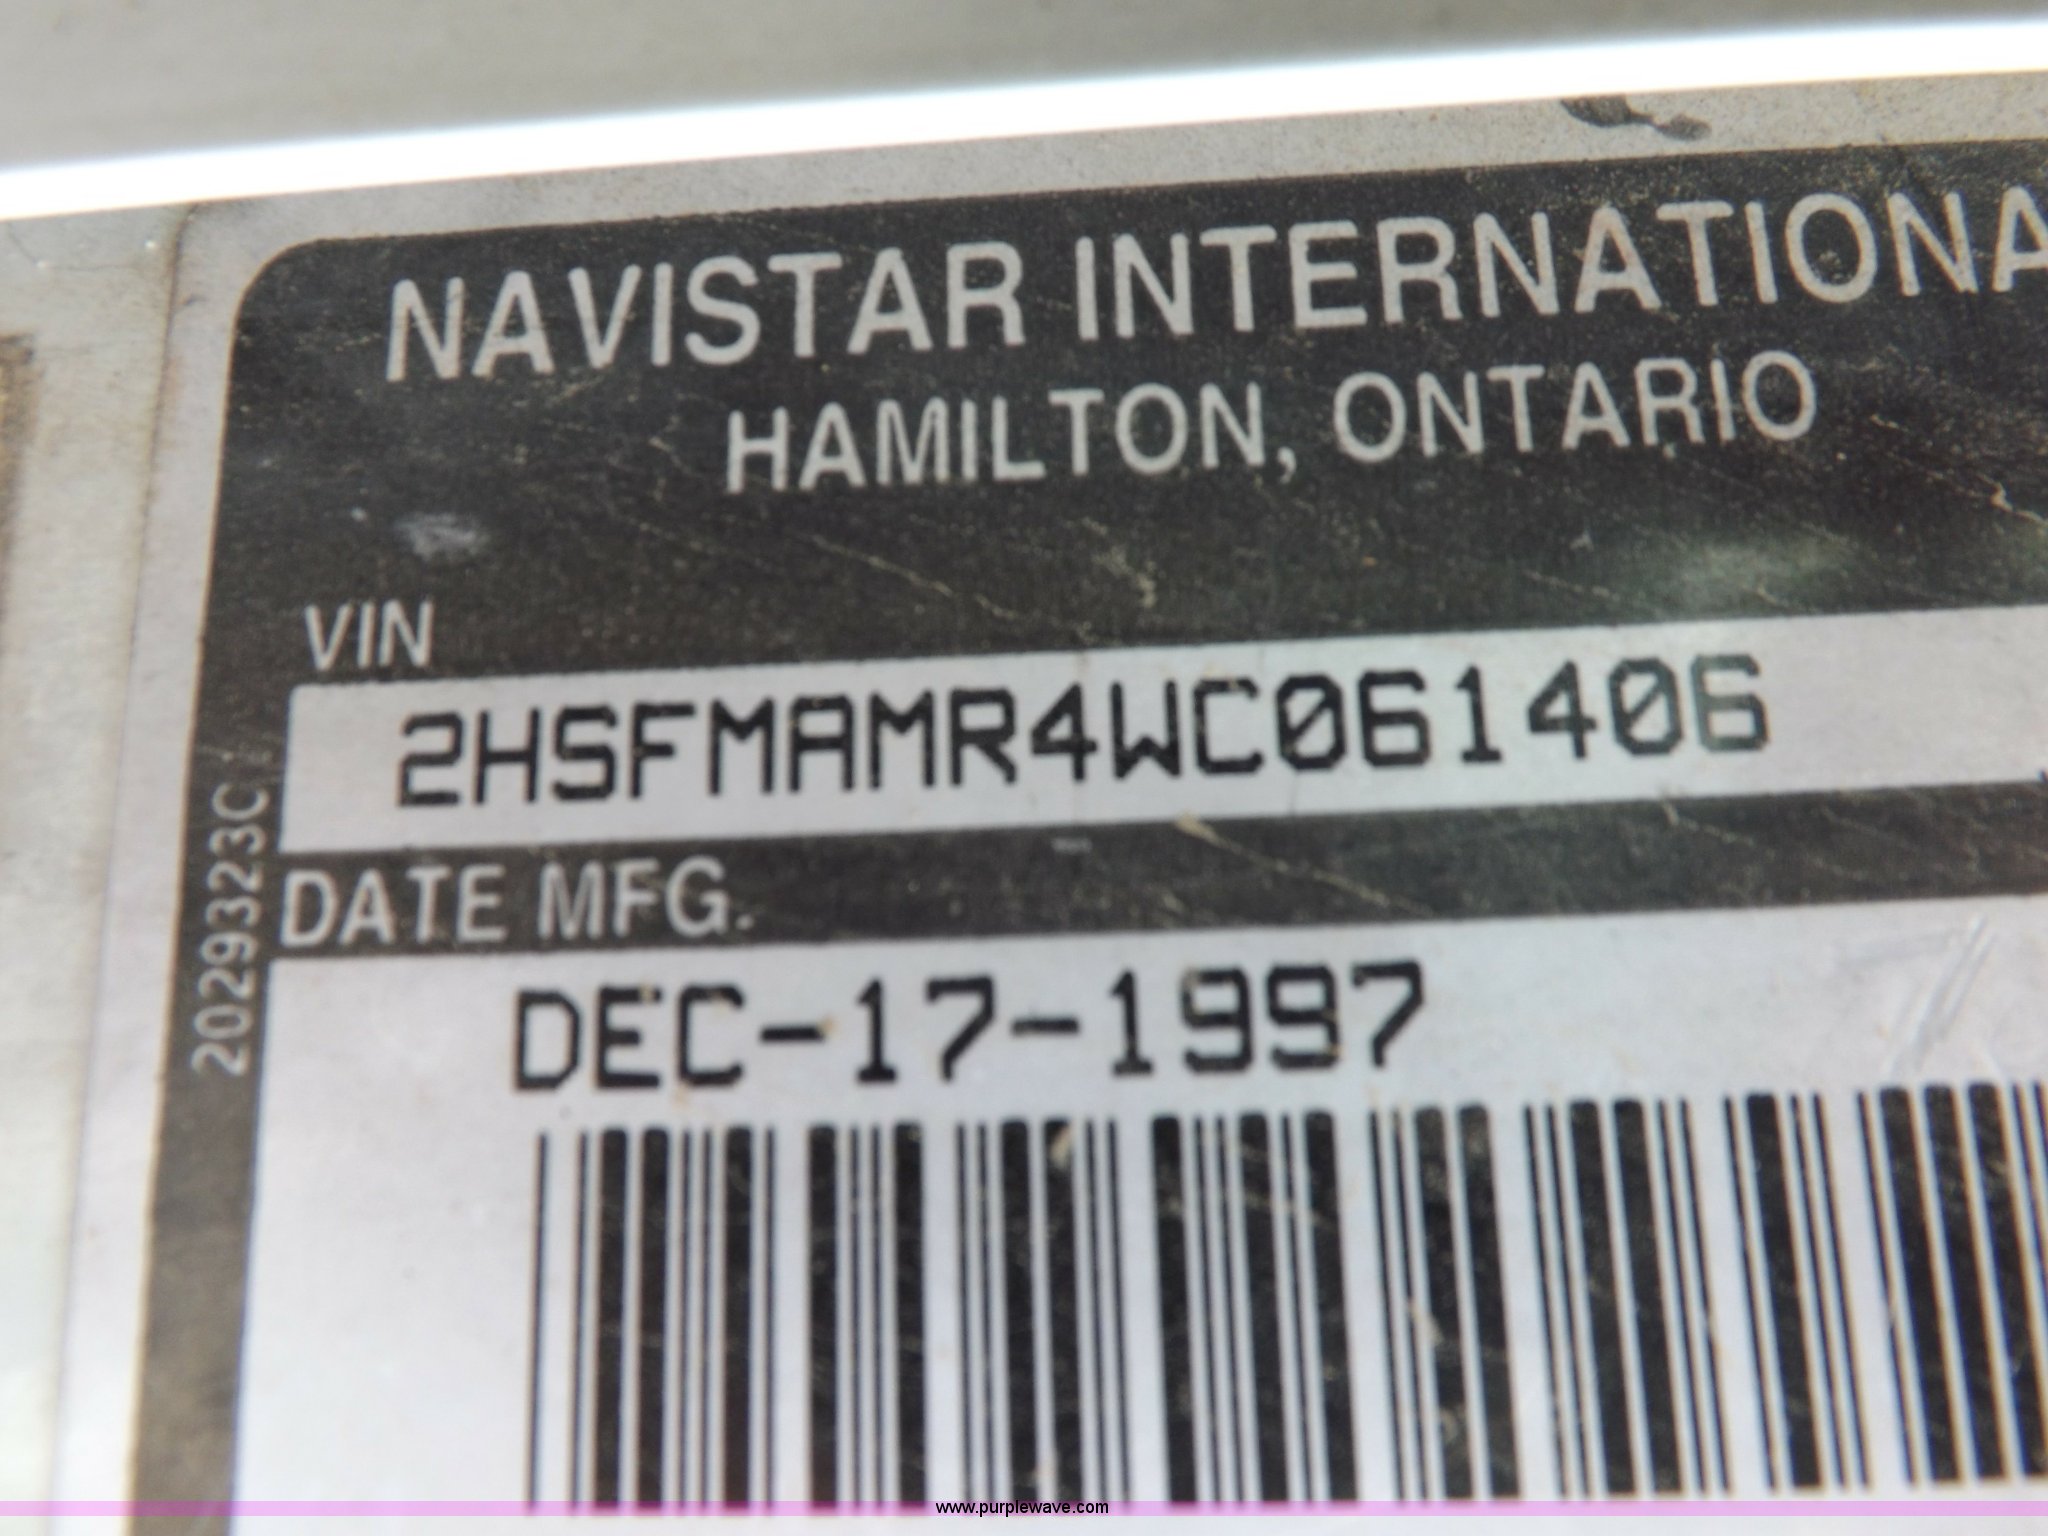 NAVISTAR INTERNATIONA
HAMILTON, ONTARIO
VIN
2HSFMAMR4WC061406
DATE MFG.
DEC-17-1997
2029323C
www.purplewave.com